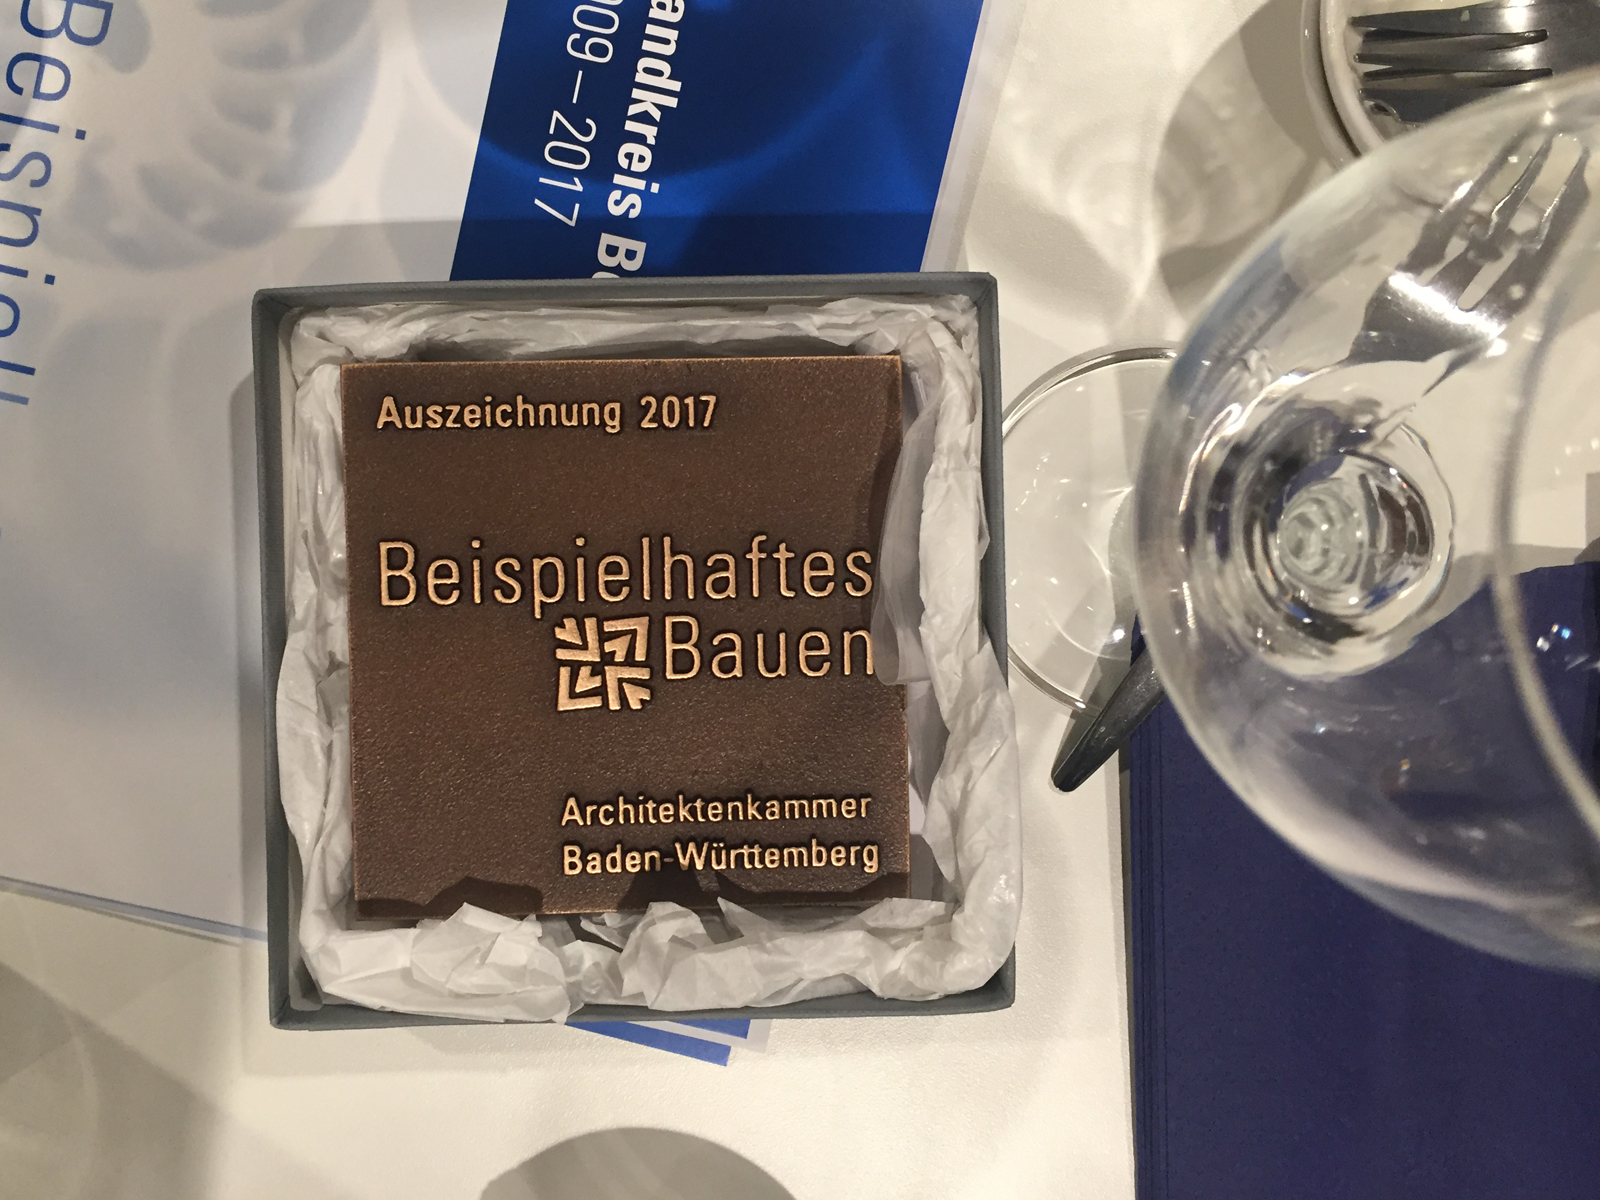 Auszeichnung 2017
Beispielhaftes
Bauen
Architektenkammer
Baden-Württemberg
andkreis B
009–2017
Beispiel